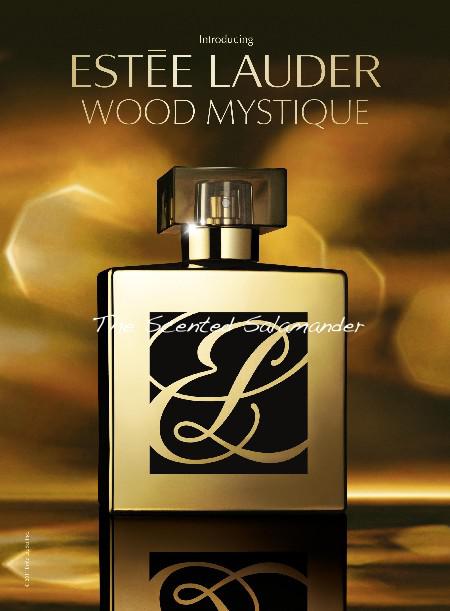 Introducing
ESTĒE LAUDER
WOOD MYSTIQUE
The Scented Salamander
EL